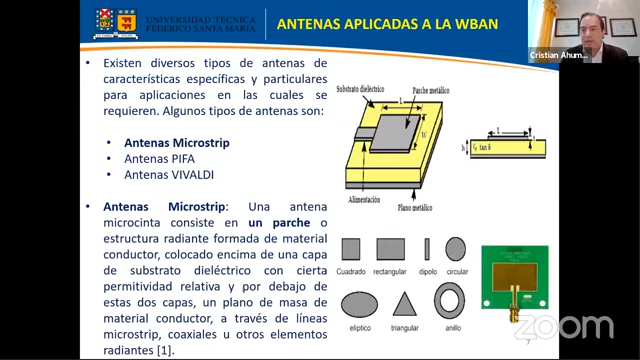 UNIVERSIDAD TECNICA
FEDERICO SANTA MARIA
ANTENAS APLICADAS A LA WBAN
Cristian Ahum...
• Existen diversos tipos de antenas de
características específicas y particulares
para aplicaciones en las cuales se
requieren. Algunos tipos de antenas son:
• Antenas Microstrip
• Antenas PIFA
• Antenas VIVALDI
• Antenas Microstrip: Una antena
microcinta consiste en un parche o
estructura radiante formada de material
conductor, colocado encima de una capa
de substrato dieléctrico con cierta
permitividad relativa y por debajo de
estas dos capas, un plano de masa de
material conductor, a través de líneas
microstrip, coaxiales u otros elementos
radiantes [1].
Substrato dieléctrico
Parche metálico
L
W
Alimentación
Plano metálico
L
t
h
εr tan δ
Cuadrado rectangular dipolo circular
elíptico triangular anillo
7
zoom